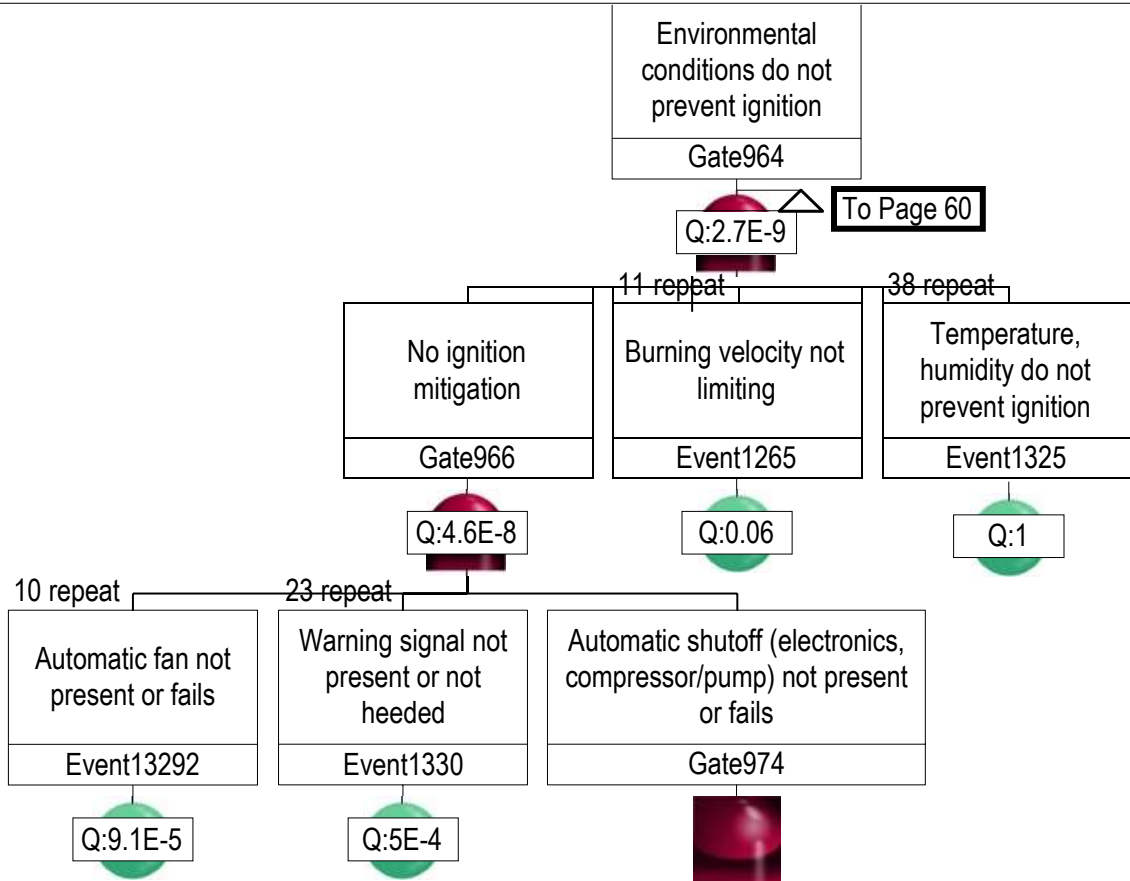 Environmental
conditions do not
prevent ignition
Gate964
To Page 60
Q:2.7E-9
11 repeat
38 repeat
No ignition
mitigation
Gate966
Q:4.6E-8
Burning velocity not
limiting
Event1265
Q:0.06
Temperature,
humidity do not
prevent ignition
Event1325
Q:1
10 repeat
23 repeat
Automatic fan not
present or fails
Event13292
Q:9.1E-5
Warning signal not
present or not
heeded
Event1330
Q:5E-4
Automatic shutoff (electronics,
compressor/pump) not present
or fails
Gate974